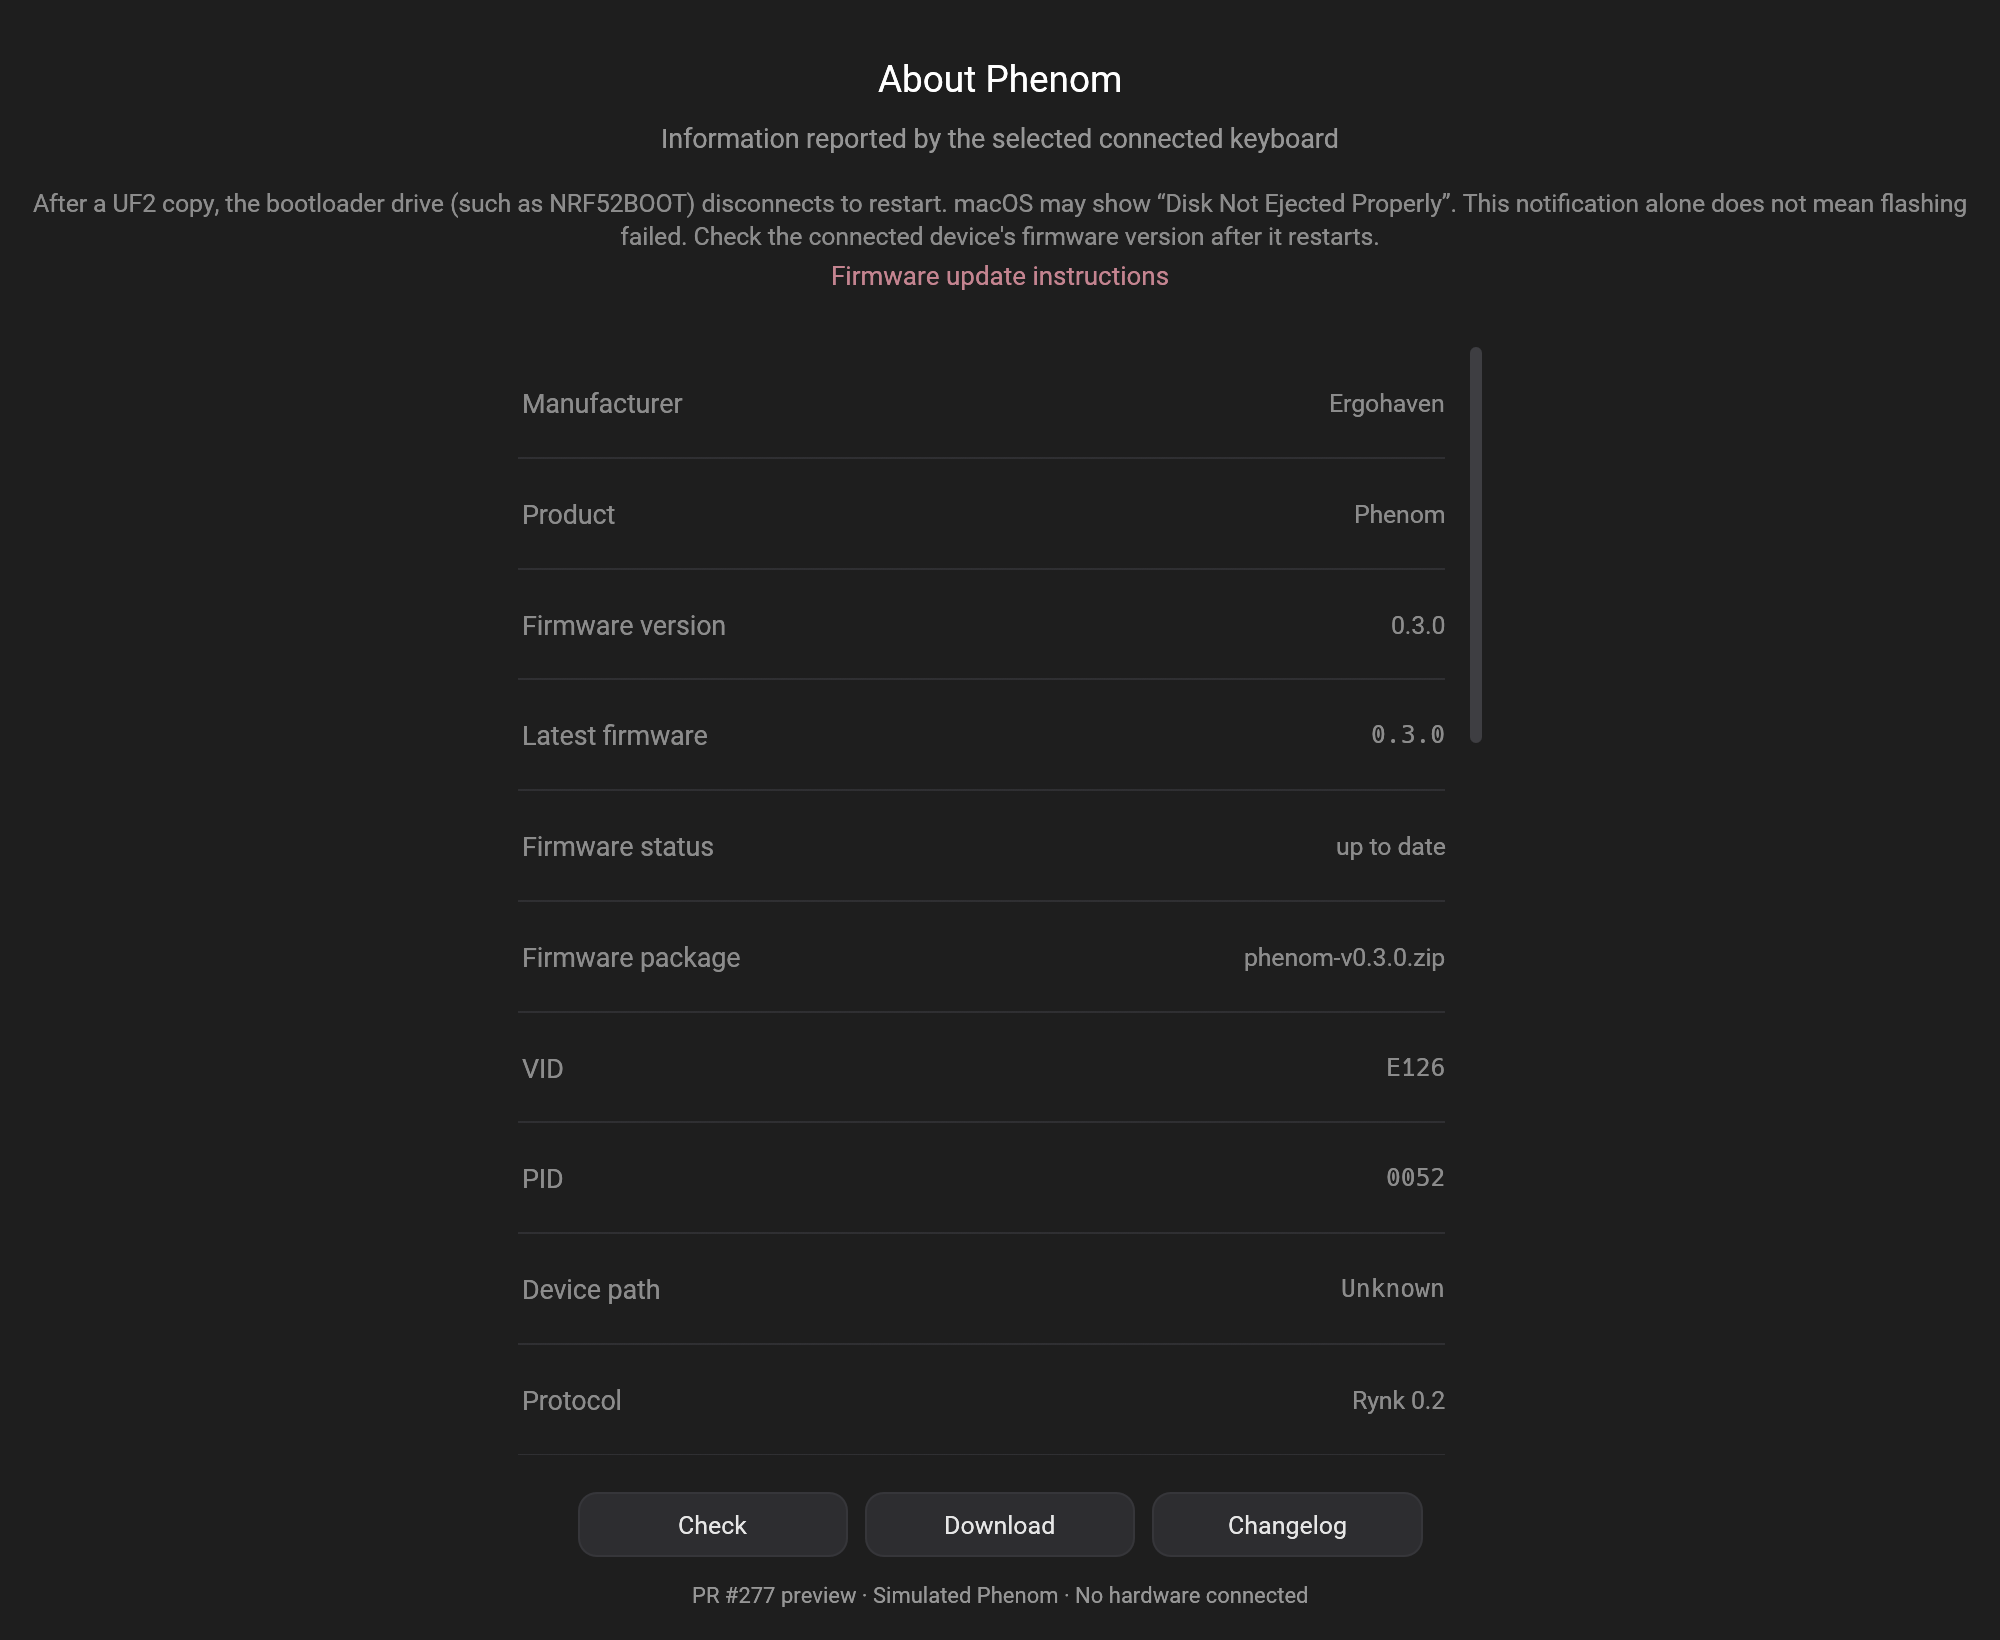 About Phenom
Information reported by the selected connected keyboard
After a UF2 copy, the bootloader drive (such as NRF52BOOT) disconnects to restart. macOS may show “Disk Not Ejected Properly”. This notification alone does not mean flashing
failed. Check the connected device's firmware version after it restarts.
Firmware update instructions
Manufacturer Ergohaven
Product Phenom
Firmware version 0.3.0
Latest firmware 0.3.0
Firmware status up to date
Firmware package phenom-v0.3.0.zip
VID E126
PID 0052
Device path Unknown
Protocol Rynk 0.2
Check Download Changelog
PR #277 preview · Simulated Phenom · No hardware connected